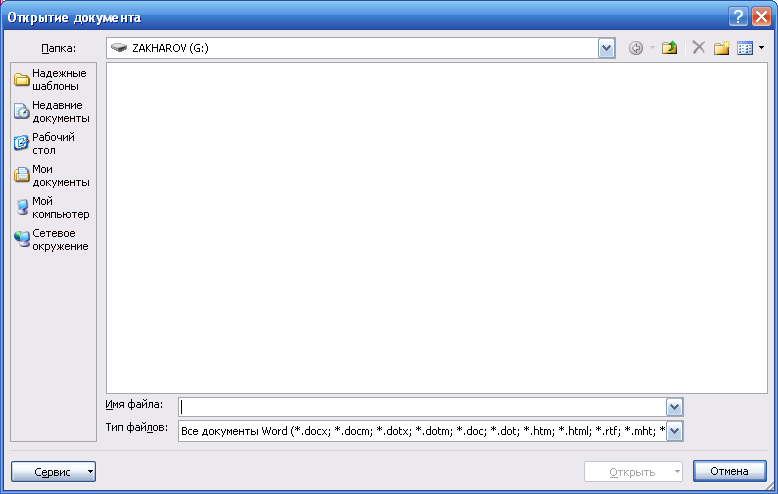 Открытие документа
Папка:
ZAKHAROV (G:)
Надежные
шаблоны
Недавние
документы
Рабочий
стол
Мои
документы
Мой
компьютер
Сетевое
окружение
Имя файла:
Тип файлов:
Все документы Word (*.docx; *.docm; *.dotx; *.dotm; *.doc; *.dot; *.htm; *.html; *.rtf; *.mht; *
Сервис
Открыть
Отмена